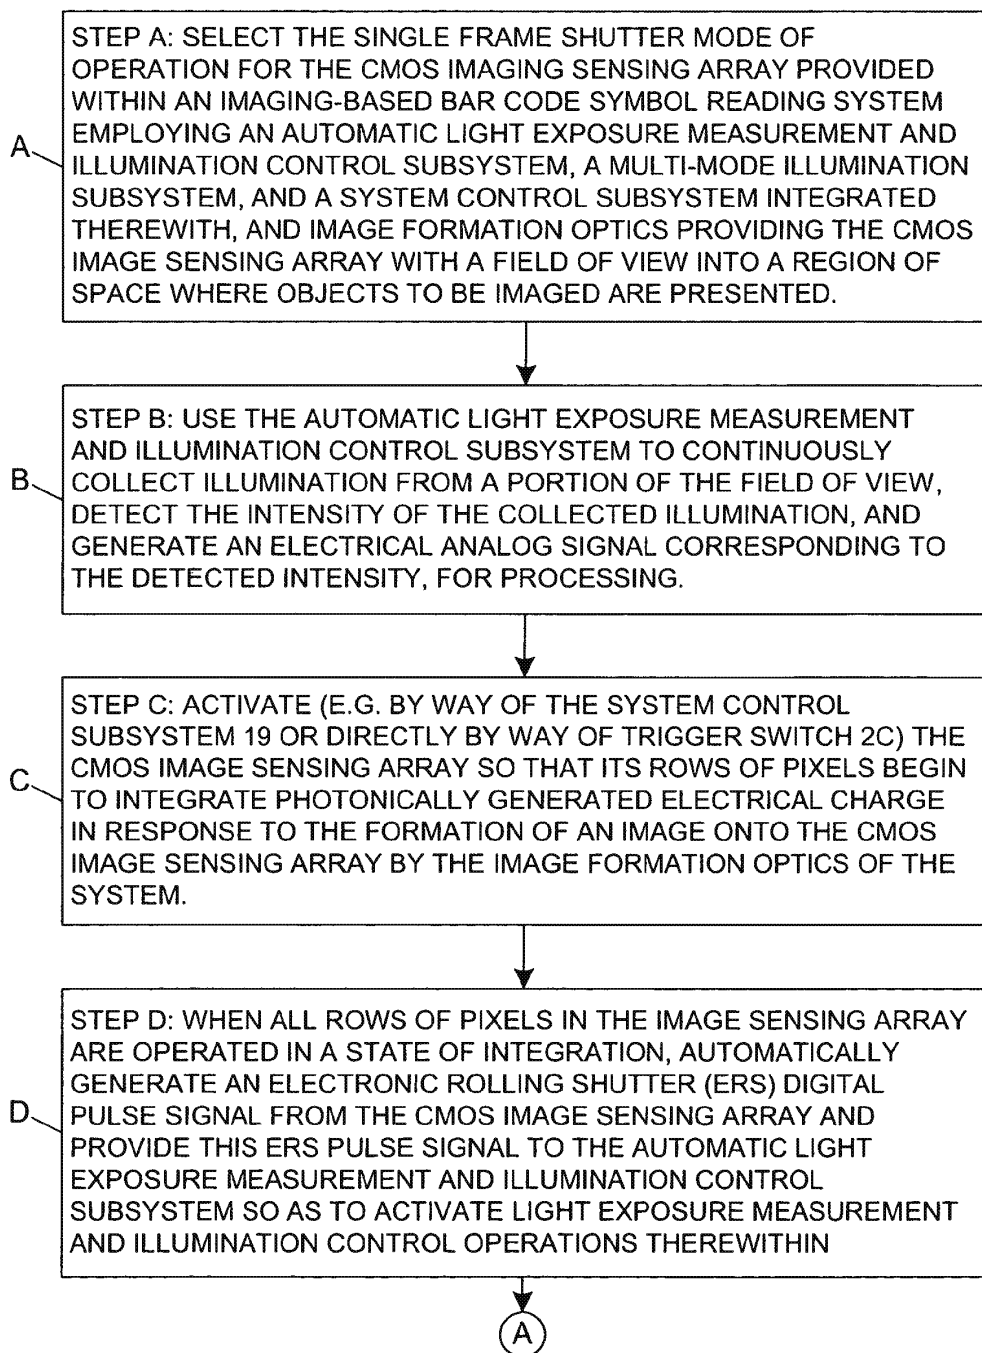 STEP A: SELECT THE SINGLE FRAME SHUTTER MODE OF
OPERATION FOR THE CMOS IMAGING SENSING ARRAY PROVIDED
WITHIN AN IMAGING-BASED BAR CODE SYMBOL READING SYSTEM
EMPLOYING AN AUTOMATIC LIGHT EXPOSURE MEASUREMENT AND
ILLUMINATION CONTROL SUBSYSTEM, A MULTI-MODE ILLUMINATION
SUBSYSTEM, AND A SYSTEM CONTROL SUBSYSTEM INTEGRATED
THEREWITH, AND IMAGE FORMATION OPTICS PROVIDING THE CMOS
IMAGE SENSING ARRAY WITH A FIELD OF VIEW INTO A REGION OF
SPACE WHERE OBJECTS TO BE IMAGED ARE PRESENTED.
A
STEP B: USE THE AUTOMATIC LIGHT EXPOSURE MEASUREMENT
AND ILLUMINATION CONTROL SUBSYSTEM TO CONTINUOUSLY
COLLECT ILLUMINATION FROM A PORTION OF THE FIELD OF VIEW,
DETECT THE INTENSITY OF THE COLLECTED ILLUMINATION, AND
GENERATE AN ELECTRICAL ANALOG SIGNAL CORRESPONDING TO
THE DETECTED INTENSITY, FOR PROCESSING.
B
STEP C: ACTIVATE (E.G. BY WAY OF THE SYSTEM CONTROL
SUBSYSTEM 19 OR DIRECTLY BY WAY OF TRIGGER SWITCH 2C) THE
CMOS IMAGE SENSING ARRAY SO THAT ITS ROWS OF PIXELS BEGIN
TO INTEGRATE PHOTONICALLY GENERATED ELECTRICAL CHARGE
IN RESPONSE TO THE FORMATION OF AN IMAGE ONTO THE CMOS
IMAGE SENSING ARRAY BY THE IMAGE FORMATION OPTICS OF THE
SYSTEM.
C
STEP D: WHEN ALL ROWS OF PIXELS IN THE IMAGE SENSING ARRAY
ARE OPERATED IN A STATE OF INTEGRATION, AUTOMATICALLY
GENERATE AN ELECTRONIC ROLLING SHUTTER (ERS) DIGITAL
PULSE SIGNAL FROM THE CMOS IMAGE SENSING ARRAY AND
PROVIDE THIS ERS PULSE SIGNAL TO THE AUTOMATIC LIGHT
EXPOSURE MEASUREMENT AND ILLUMINATION CONTROL
SUBSYSTEM SO AS TO ACTIVATE LIGHT EXPOSURE MEASUREMENT
AND ILLUMINATION CONTROL OPERATIONS THEREWITHIN
D
A